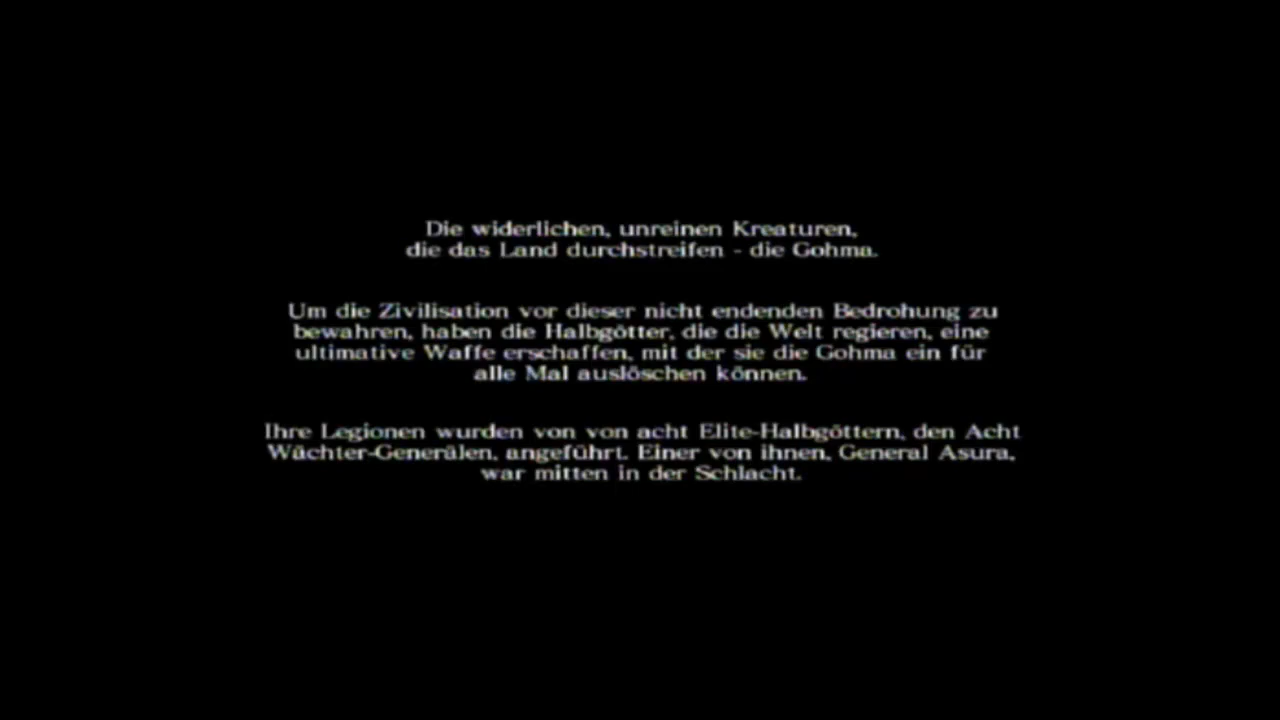 Die widerlichen, unreinen Kreaturen,
die das Land durchstreifen - die Gohma.
Um die Zivilisation vor dieser nicht endenden Bedrohung zu
bewahren, haben die Halbgötter, die die Welt regieren, eine
ultimative Waffe erschaffen, mit der sie die Gohma ein für
alle Mal auslöschen können.
Ihre Legionen wurden von von acht Elite-Halbgöttern, den Acht
Wächter-Generälen, angeführt. Einer von ihnen, General Asura,
war mitten in der Schlacht.